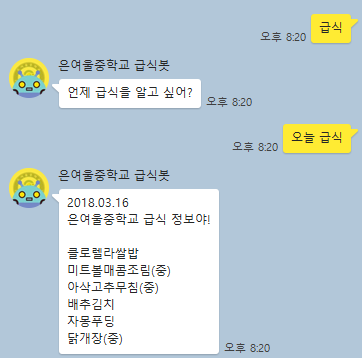 급식
오후 8:20
은여울중학교 급식봇
언제 급식을 알고 싶어?
오후 8:20
오늘 급식
오후 8:20
은여울중학교 급식봇
2018.03.16
은여울중학교 급식 정보야!
클로렐라쌀밥
미트볼매콤조림(중)
아삭고추무침(중)
배추김치
자몽푸딩
닭개장(중)
오후 8:20